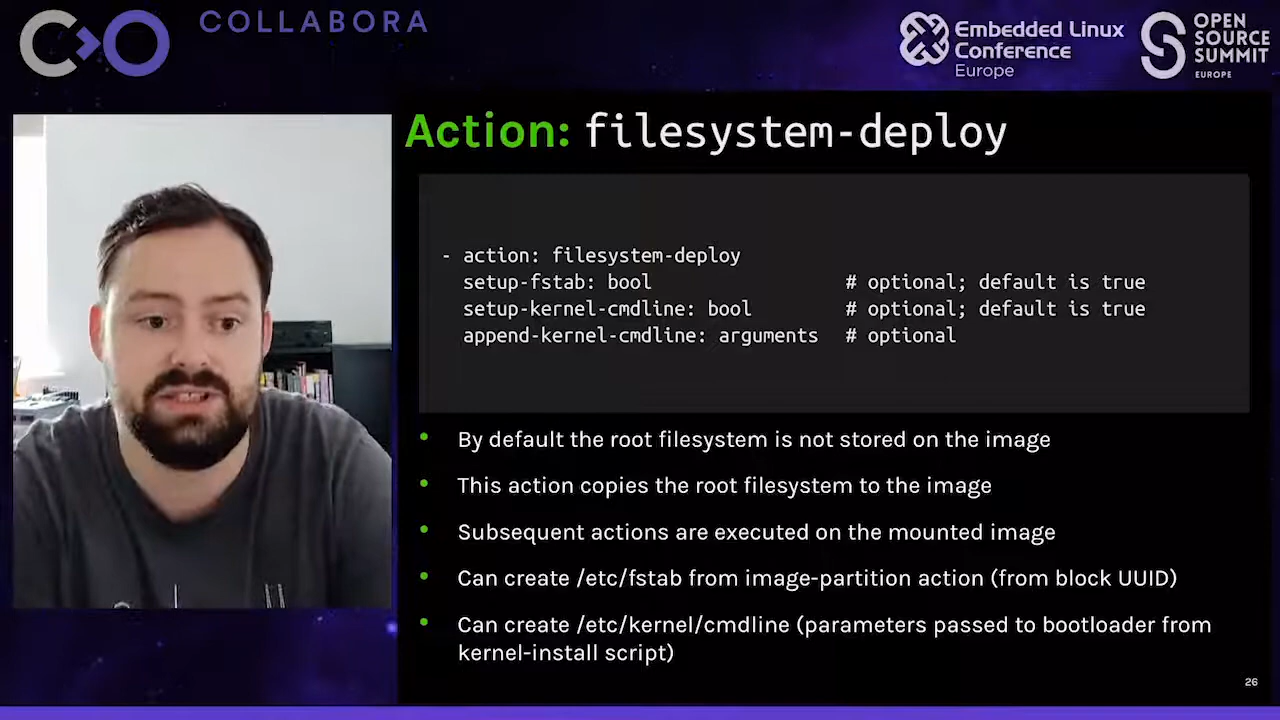 COLLABORA
Embedded Linux
Conference
Europe
OPEN
SOURCE
SUMMIT
EUROPE
Action: filesystem-deploy
- action: filesystem-deploy
setup-fstab: bool # optional; default is true
setup-kernel-cmdline: bool # optional; default is true
append-kernel-cmdline: arguments # optional
• By default the root filesystem is not stored on the image
• This action copies the root filesystem to the image
• Subsequent actions are executed on the mounted image
• Can create /etc/fstab from image-partition action (from block UUID)
• Can create /etc/kernel/cmdline (parameters passed to bootloader from
kernel-install script)
26